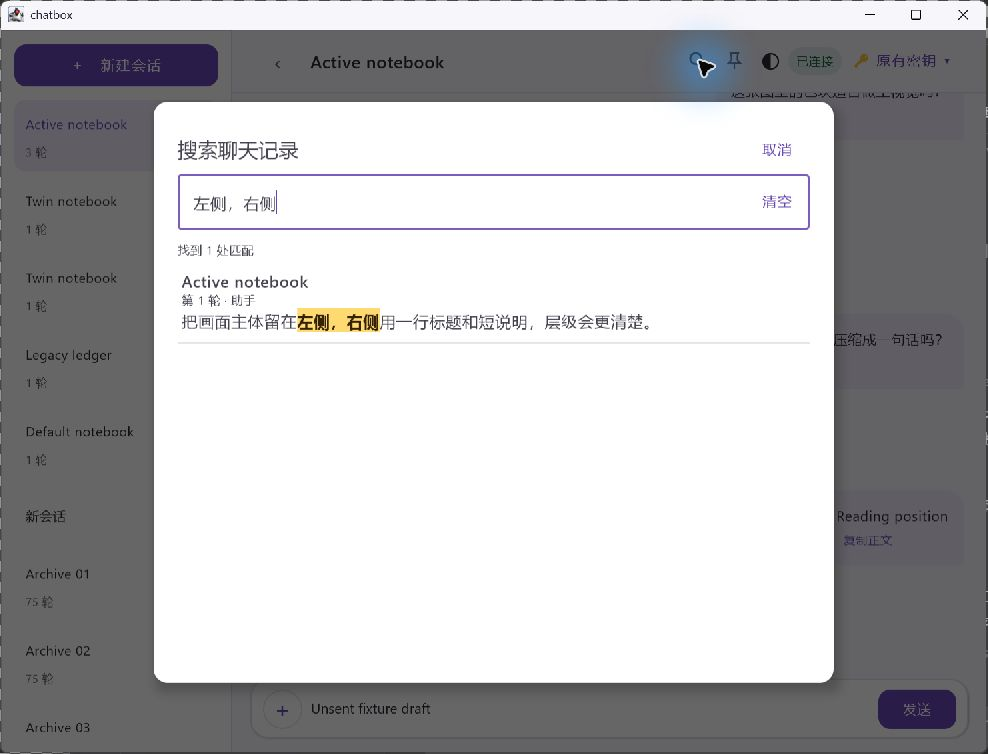 chatbox
+ 新建会话
Active notebook
3 轮
Twin notebook
1 轮
Twin notebook
1 轮
Legacy ledger
1 轮
Default notebook
1 轮
新会话
Archive 01
75 轮
Archive 02
75 轮
Archive 03
‹ Active notebook
已连接
原有密钥
搜索聊天记录
取消
左侧，右侧
清空
找到 1 处匹配
Active notebook
第 1 轮 · 助手
把画面主体留在左侧，右侧用一行标题和短说明，层级会更清楚。
压缩成一句话吗？
Reading position
复制正文
+ Unsent fixture draft
发送